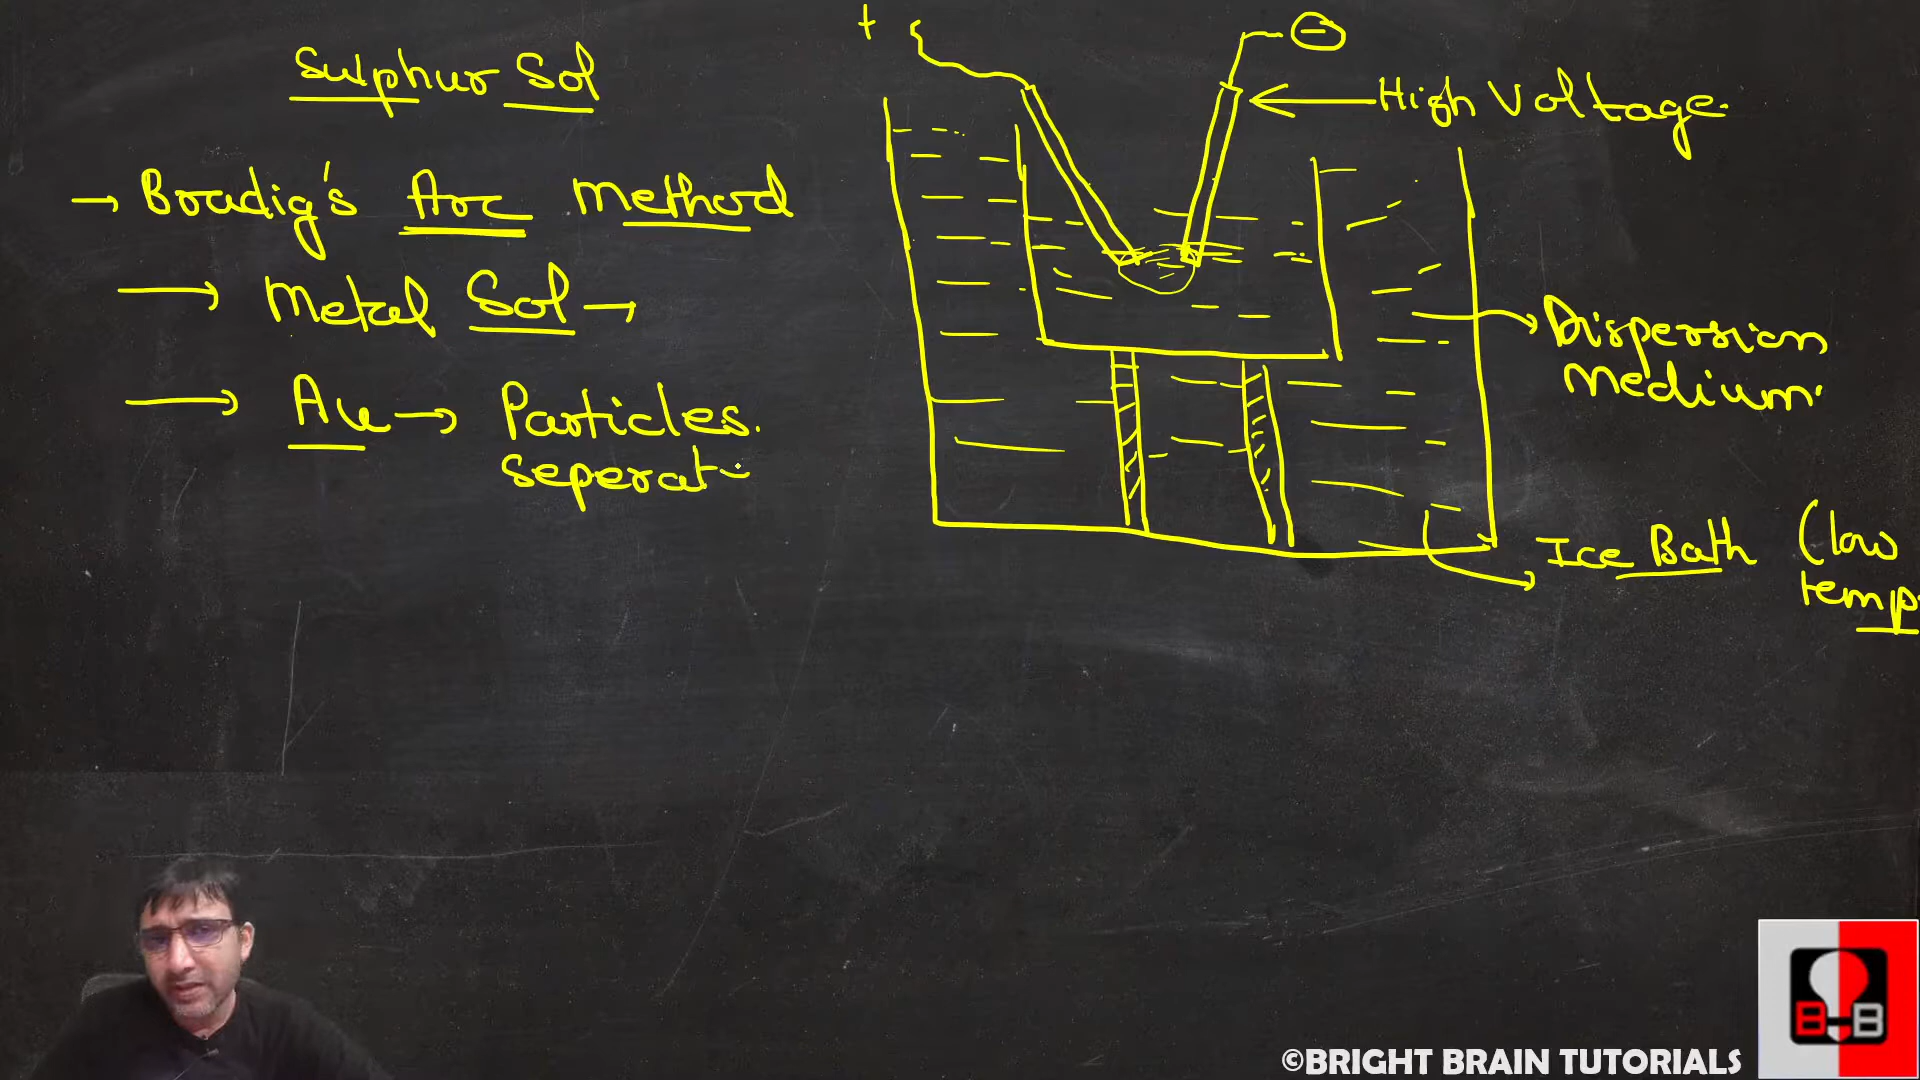 Sulphur Sol
→ Bradig's Arc Method
→ Metal Sol →
→ Au → Particles.
seperat
+
−
← High Voltage.
Dispersion
Medium.
Ice Bath (low
temp.
B B
©BRIGHT BRAIN TUTORIALS